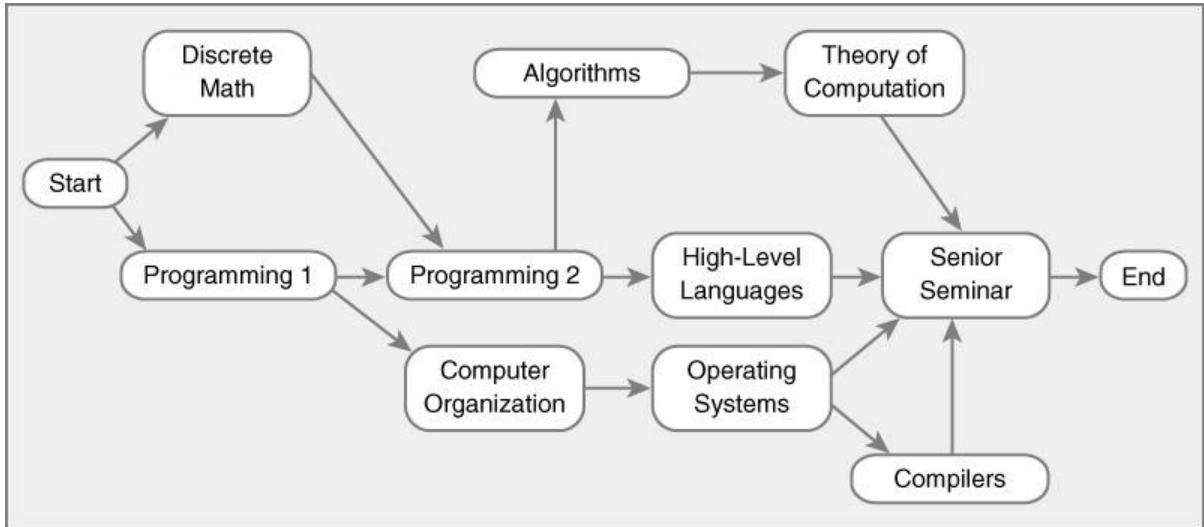 Discrete
Math
Algorithms
Theory of
Computation
Start
Programming 1
Programming 2
High-Level
Languages
Senior
Seminar
End
Computer
Organization
Operating
Systems
Compilers